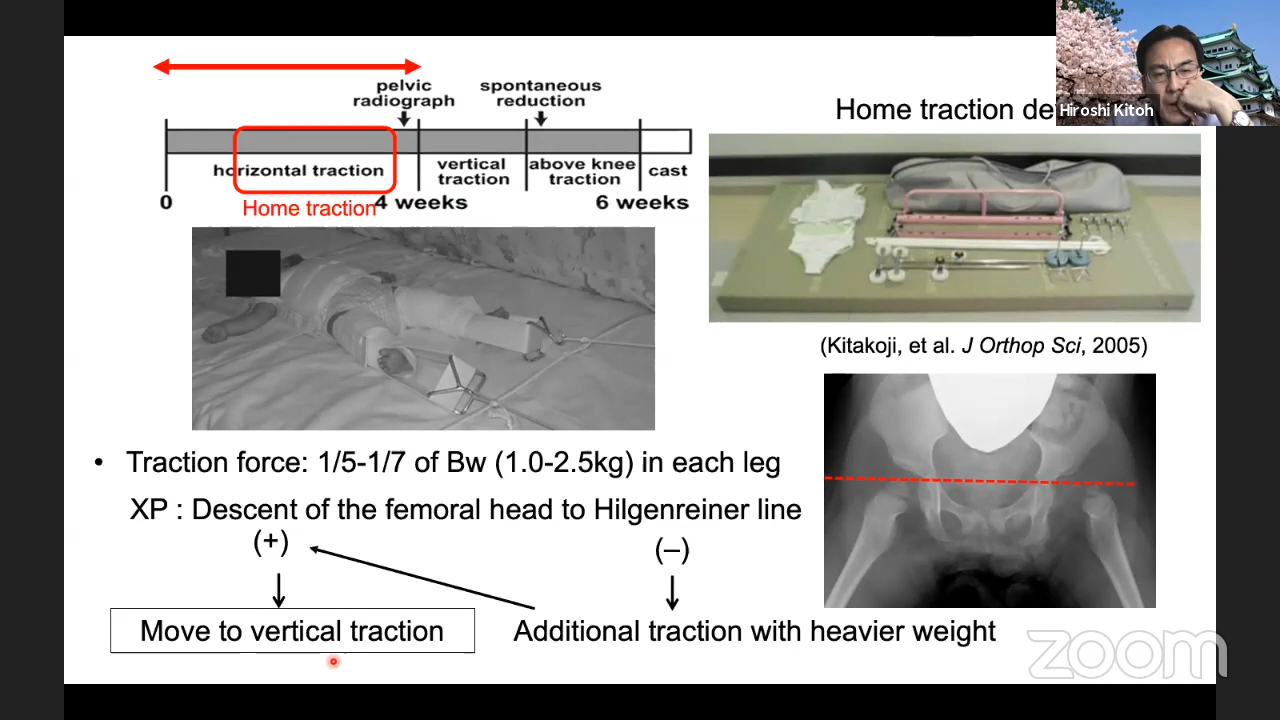 pelvic
radiograph
spontaneous
reduction
horizontal traction
vertical
traction
above knee
traction
cast
0
Home traction
4 weeks
6 weeks
Home traction de
Hiroshi Kitoh
(Kitakoji, et al. J Orthop Sci, 2005)
• Traction force: 1/5-1/7 of Bw (1.0-2.5kg) in each leg
XP : Descent of the femoral head to Hilgenreiner line
(+)
(–)
Move to vertical traction
Additional traction with heavier weight
zoom